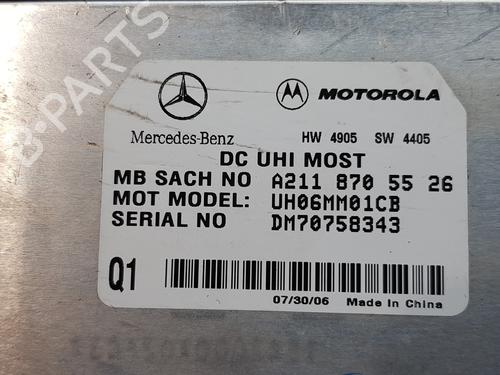 B-PARTS
MOTOROLA
Mercedes-Benz HW 4905 SW 4405
DC UHI MOST
MB SACH NO A211 870 55 26
MOT MODEL: UH06MM01CB
SERIAL NO DM70758343
Q1
07/30/06 Made In China